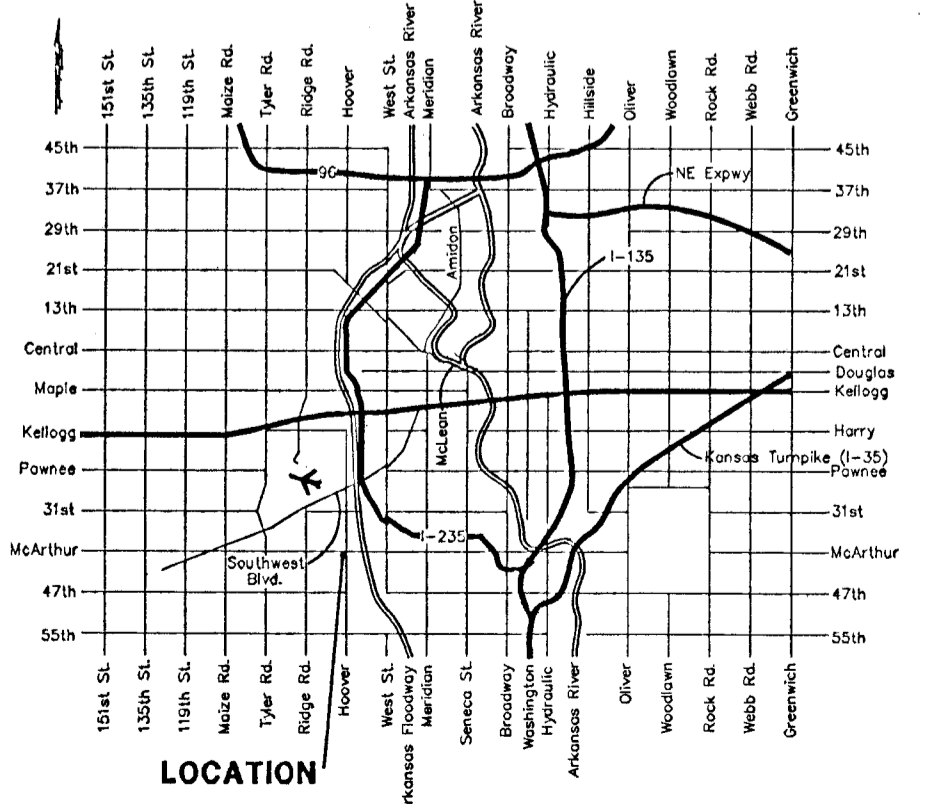 151st St.
135th St.
119th St.
Maize Rd.
Tyler Rd.
Ridge Rd.
Hoover
West St.
Arkansas River
Meridian
Arkansas River
Broadway
Hydraulic
Hillside
Oliver
Woodlawn
Rock Rd.
Webb Rd.
Greenwich
45th
37th
29th
21st
13th
Central
Maple
Kellogg
Pawnee
31st
McArthur
47th
55th
96
NE Expwy
Amidon
I-135
McLean
Kansas Turnpike (I-35)
I-235
Southwest
Blvd.
45th
37th
29th
21st
13th
Central
Douglas
Kellogg
Harry
Pawnee
31st
McArthur
47th
55th
151st St.
135th St.
119th St.
Maize Rd.
Tyler Rd.
Ridge Rd.
Hoover
West St.
rkansas Floodway
Meridian
Seneca St.
Broadway
Washington
Hydraulic
Arkansas River
Oliver
Woodlawn
Rock Rd.
Webb Rd.
Greenwich
LOCATION